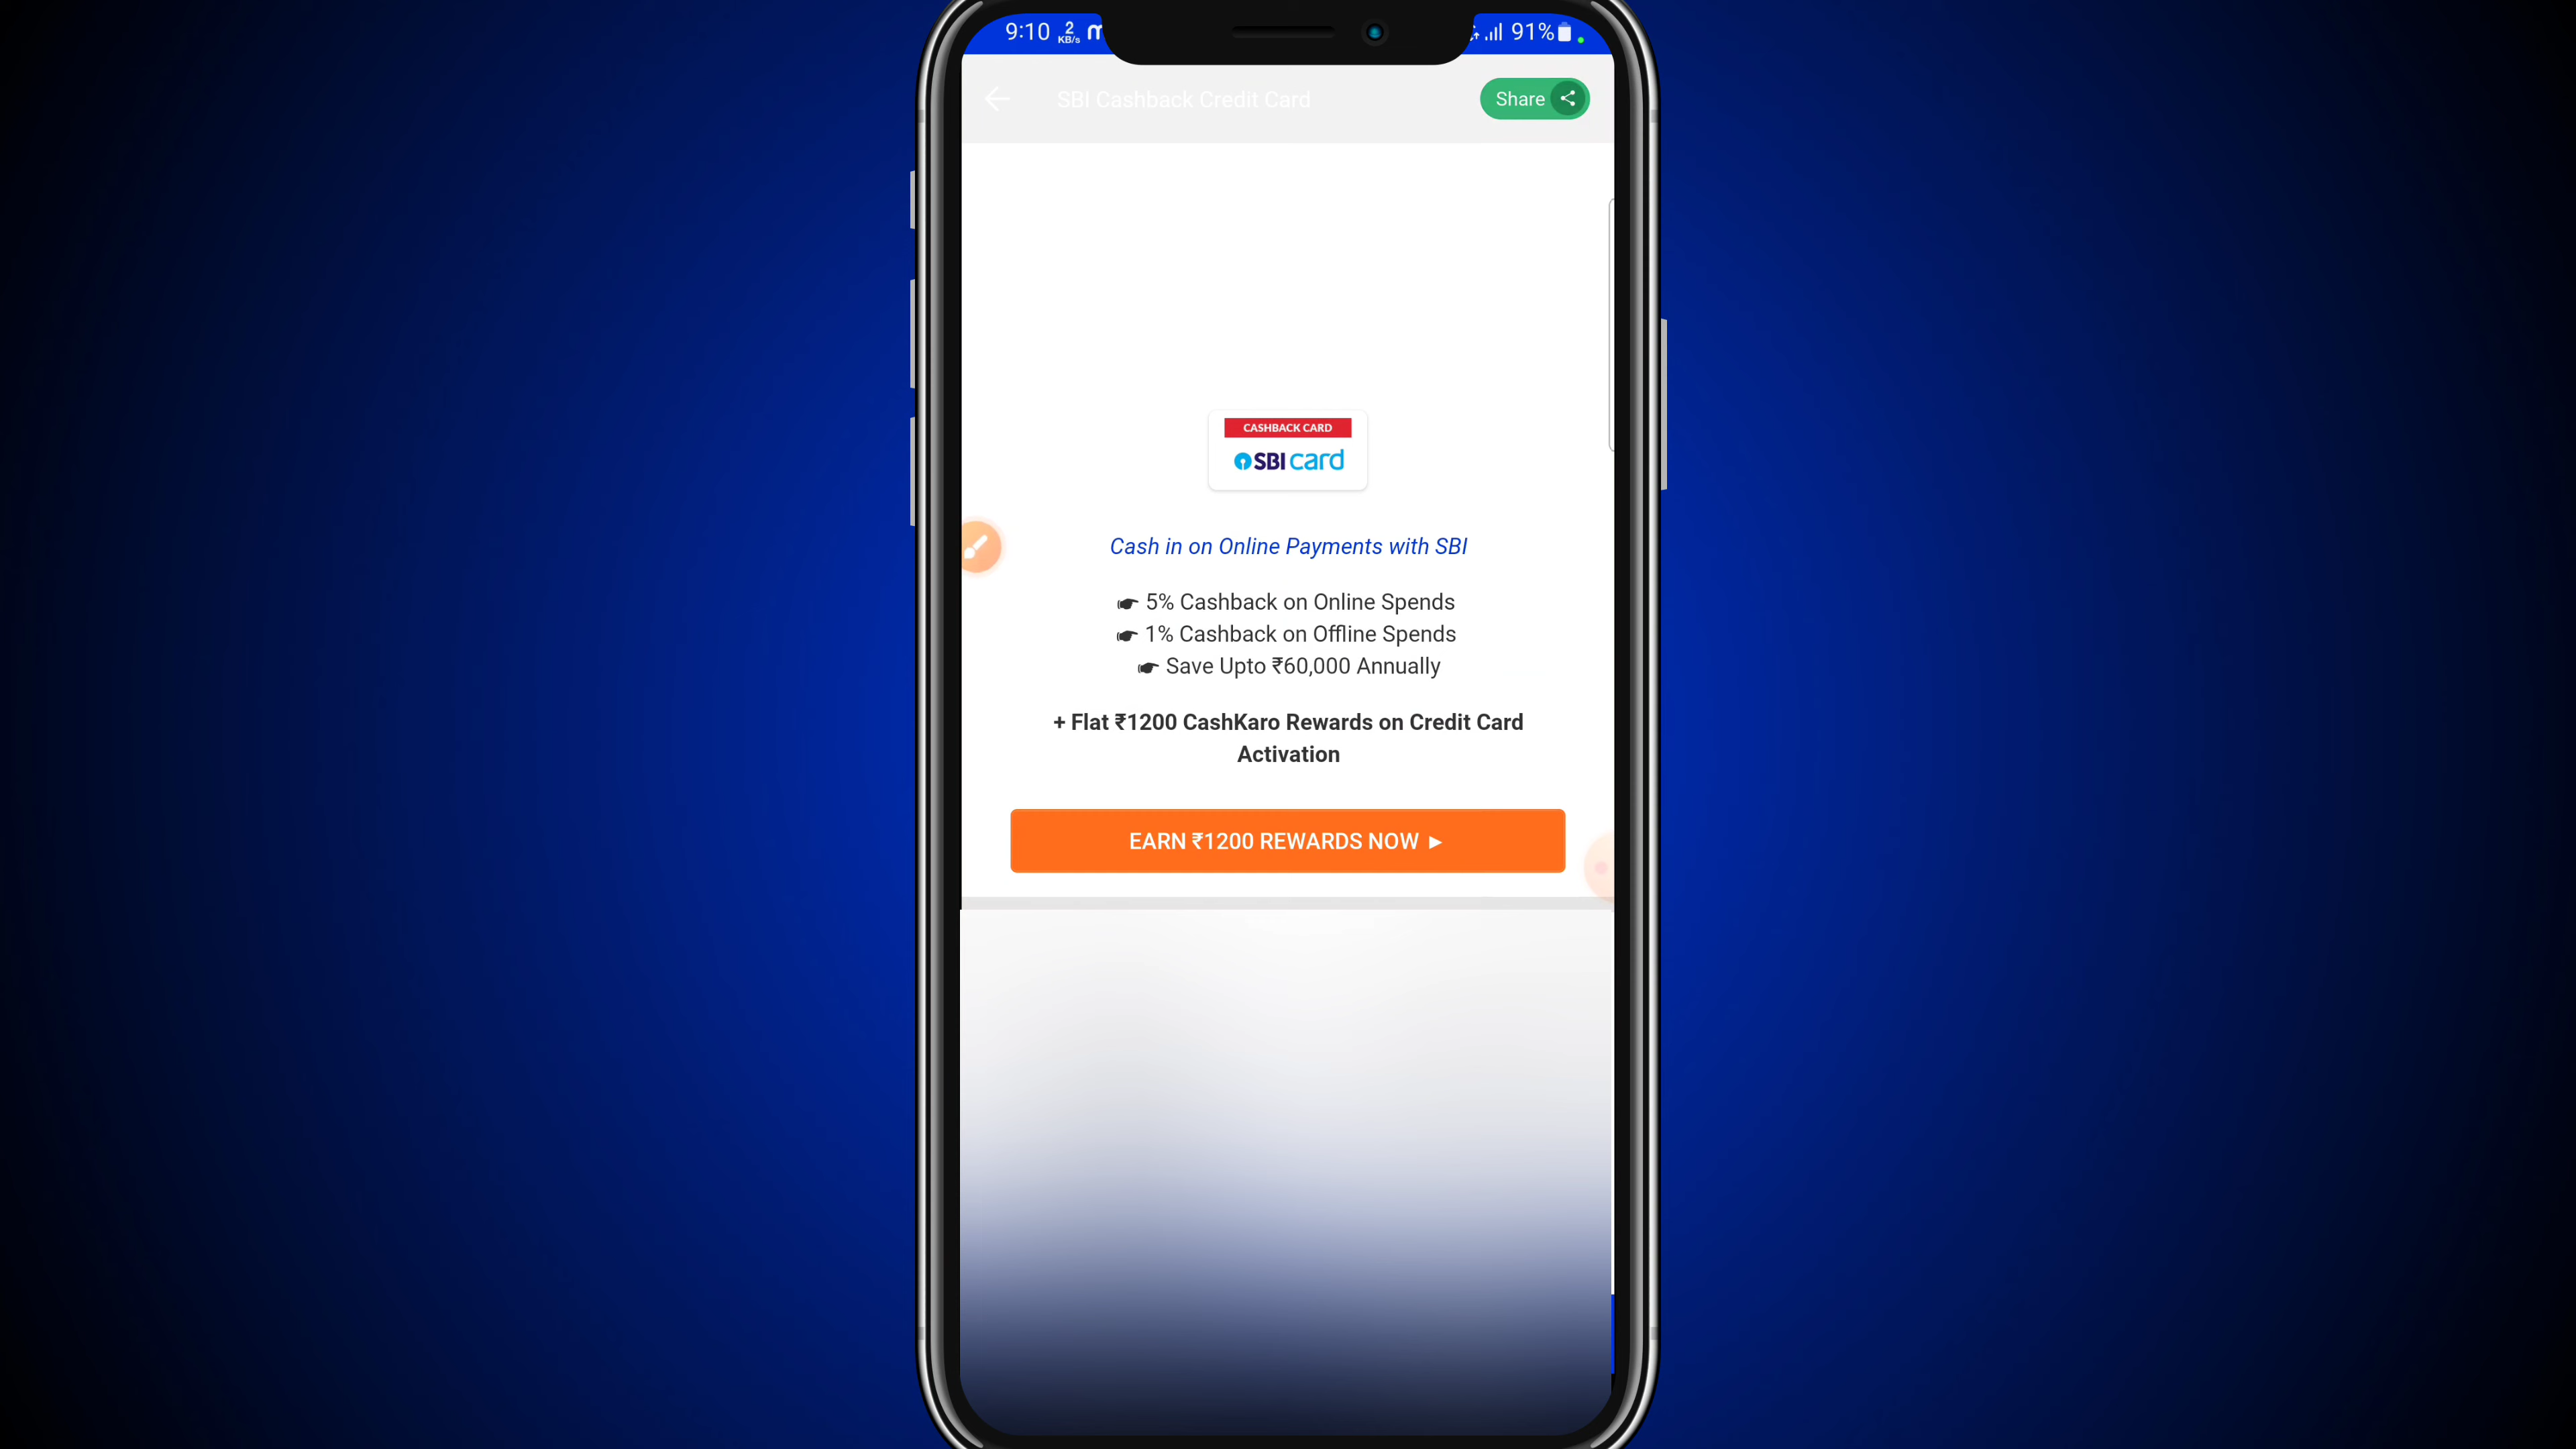 9:10 2 KB/s 91%
SBI Cashback Credit Card
Share
CASHBACK CARD
SBI card
Cash in on Online Payments with SBI
☛ 5% Cashback on Online Spends
☛ 1% Cashback on Offline Spends
☛ Save Upto ₹60,000 Annually
+ Flat ₹1200 CashKaro Rewards on Credit Card
Activation
EARN ₹1200 REWARDS NOW ►